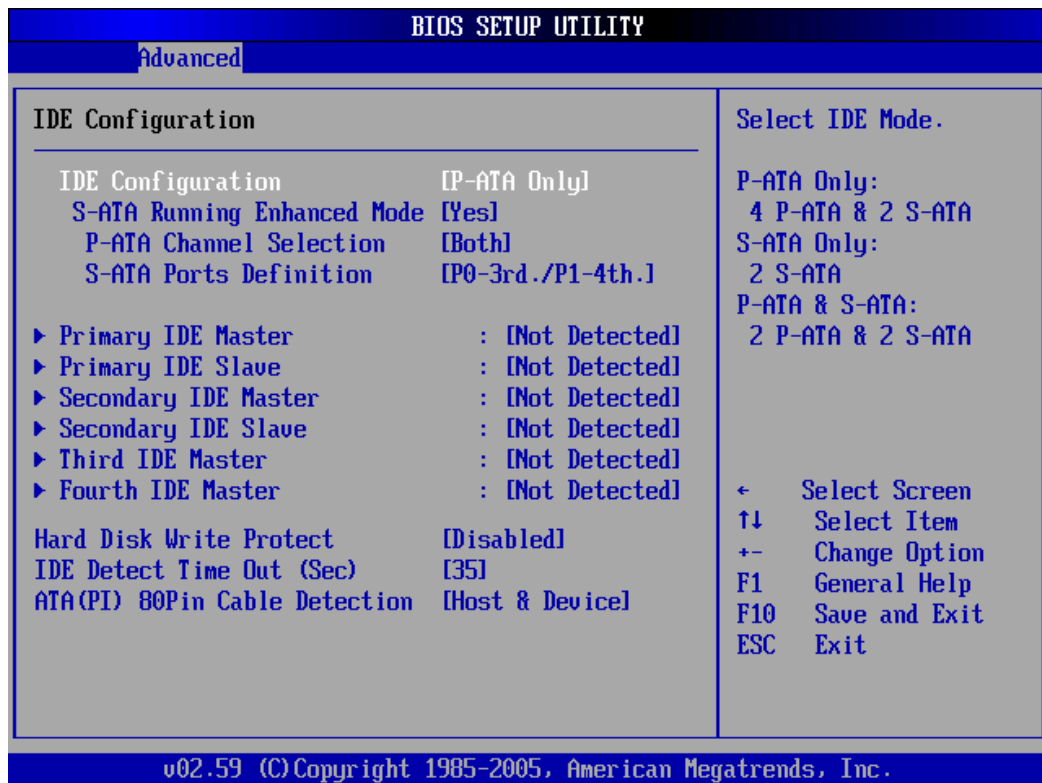 BIOS SETUP UTILITY
Advanced
IDE Configuration
IDE Configuration [P-ATA Only]
S-ATA Running Enhanced Mode [Yes]
P-ATA Channel Selection [Both]
S-ATA Ports Definition [P0-3rd./P1-4th.]
▶ Primary IDE Master : [Not Detected]
▶ Primary IDE Slave : [Not Detected]
▶ Secondary IDE Master : [Not Detected]
▶ Secondary IDE Slave : [Not Detected]
▶ Third IDE Master : [Not Detected]
▶ Fourth IDE Master : [Not Detected]
Hard Disk Write Protect [Disabled]
IDE Detect Time Out (Sec) [35]
ATA(PI) 80Pin Cable Detection [Host & Device]
Select IDE Mode.
P-ATA Only:
4 P-ATA & 2 S-ATA
S-ATA Only:
2 S-ATA
P-ATA & S-ATA:
2 P-ATA & 2 S-ATA
← Select Screen
↑↓ Select Item
+- Change Option
F1 General Help
F10 Save and Exit
ESC Exit
v02.59 (C)Copyright 1985-2005, American Megatrends, Inc.